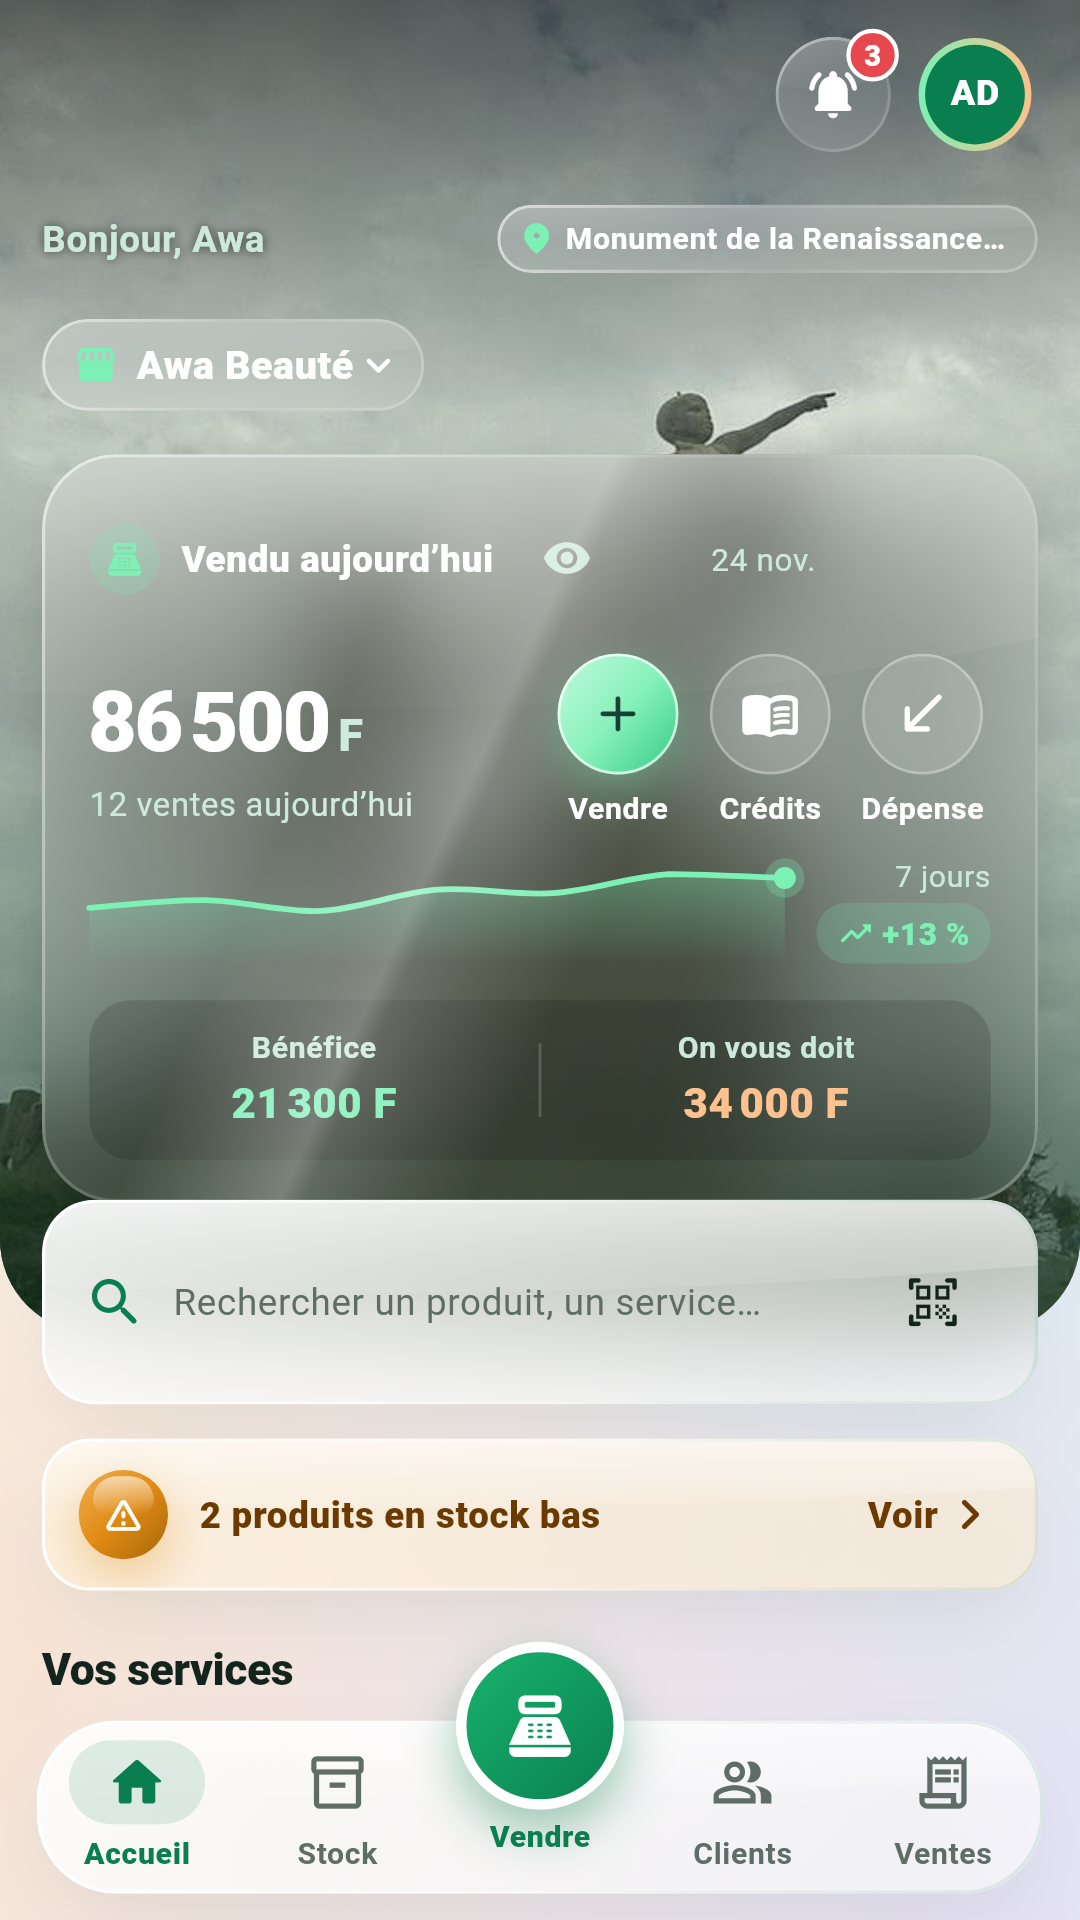 3
AD
Bonjour, Awa
Monument de la Renaissance…
Awa Beauté
Vendu aujourd’hui
24 nov.
86 500 F
12 ventes aujourd’hui
Vendre
Crédits
Dépense
7 jours
+13 %
Bénéfice
On vous doit
21 300 F
34 000 F
Rechercher un produit, un service…
2 produits en stock bas
Voir
Vos services
Accueil
Stock
Vendre
Clients
Ventes